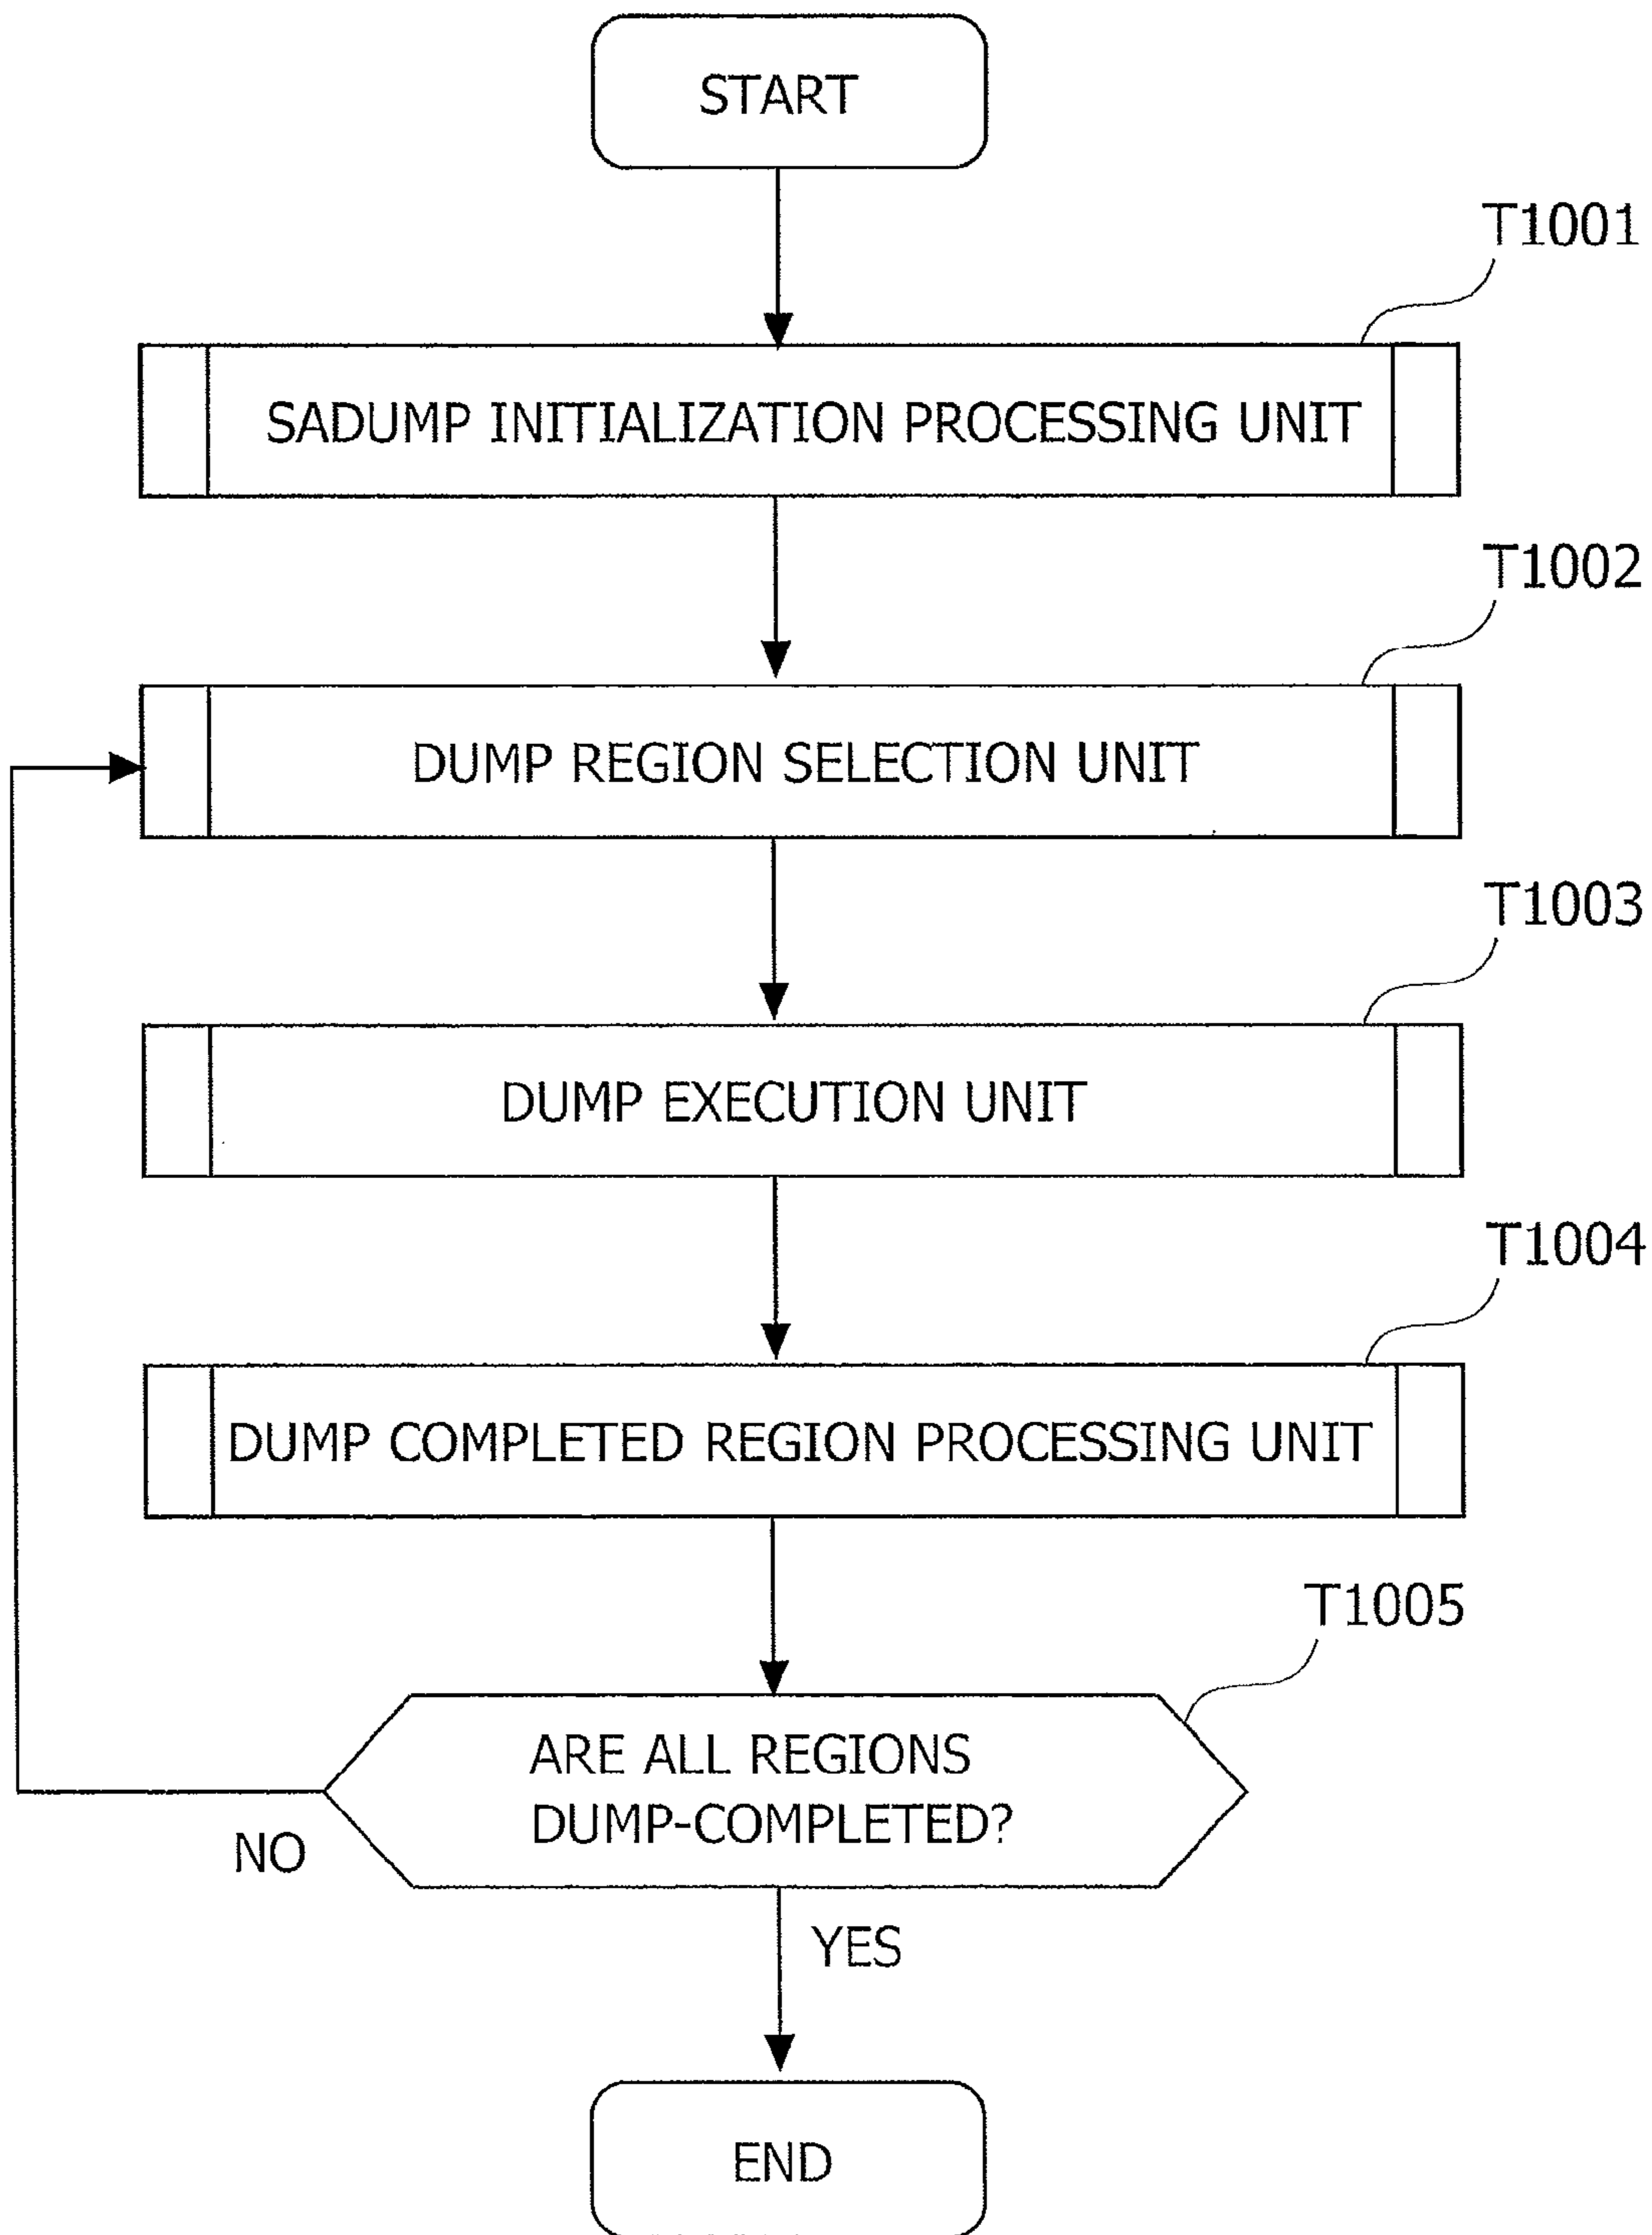 START
T1001
SADUMP INITIALIZATION PROCESSING UNIT
T1002
DUMP REGION SELECTION UNIT
T1003
DUMP EXECUTION UNIT
T1004
DUMP COMPLETED REGION PROCESSING UNIT
T1005
ARE ALL REGIONS
DUMP-COMPLETED?
NO
YES
END